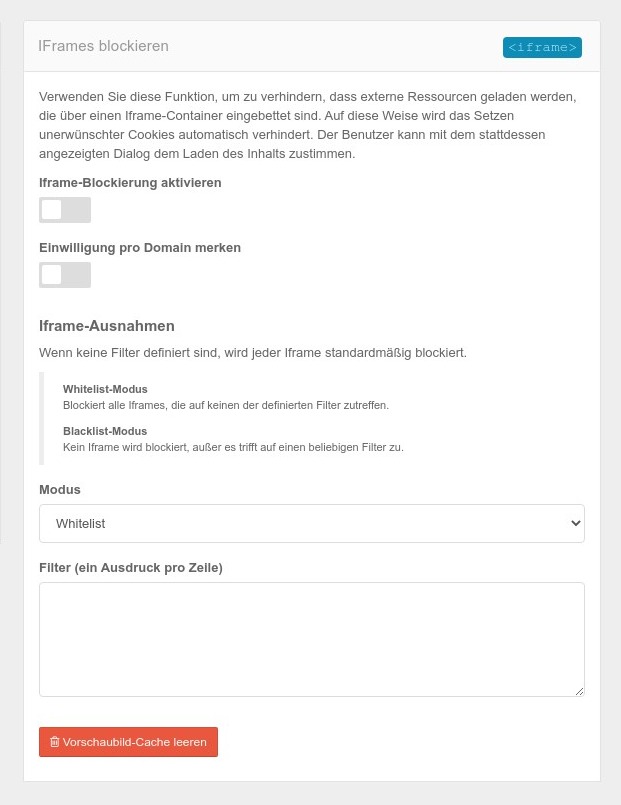 IFrames blockieren
<iframe>
Verwenden Sie diese Funktion, um zu verhindern, dass externe Ressourcen geladen werden,
die über einen Iframe-Container eingebettet sind. Auf diese Weise wird das Setzen
unerwünschter Cookies automatisch verhindert. Der Benutzer kann mit dem stattdessen
angezeigten Dialog dem Laden des Inhalts zustimmen.
Iframe-Blockierung aktivieren
Einwilligung pro Domain merken
Iframe-Ausnahmen
Wenn keine Filter definiert sind, wird jeder Iframe standardmäßig blockiert.
Whitelist-Modus
Blockiert alle Iframes, die auf keinen der definierten Filter zutreffen.
Blacklist-Modus
Kein Iframe wird blockiert, außer es trifft auf einen beliebigen Filter zu.
Modus
Whitelist
Filter (ein Ausdruck pro Zeile)
Vorschaubild-Cache leeren